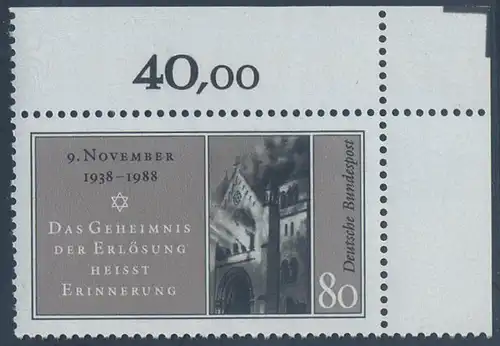 40,00
9. NOVEMBER
1938–1988
DAS GEHEIMNIS
DER ERLÖSUNG
HEISST
ERINNERUNG
Deutsche Bundespost
80